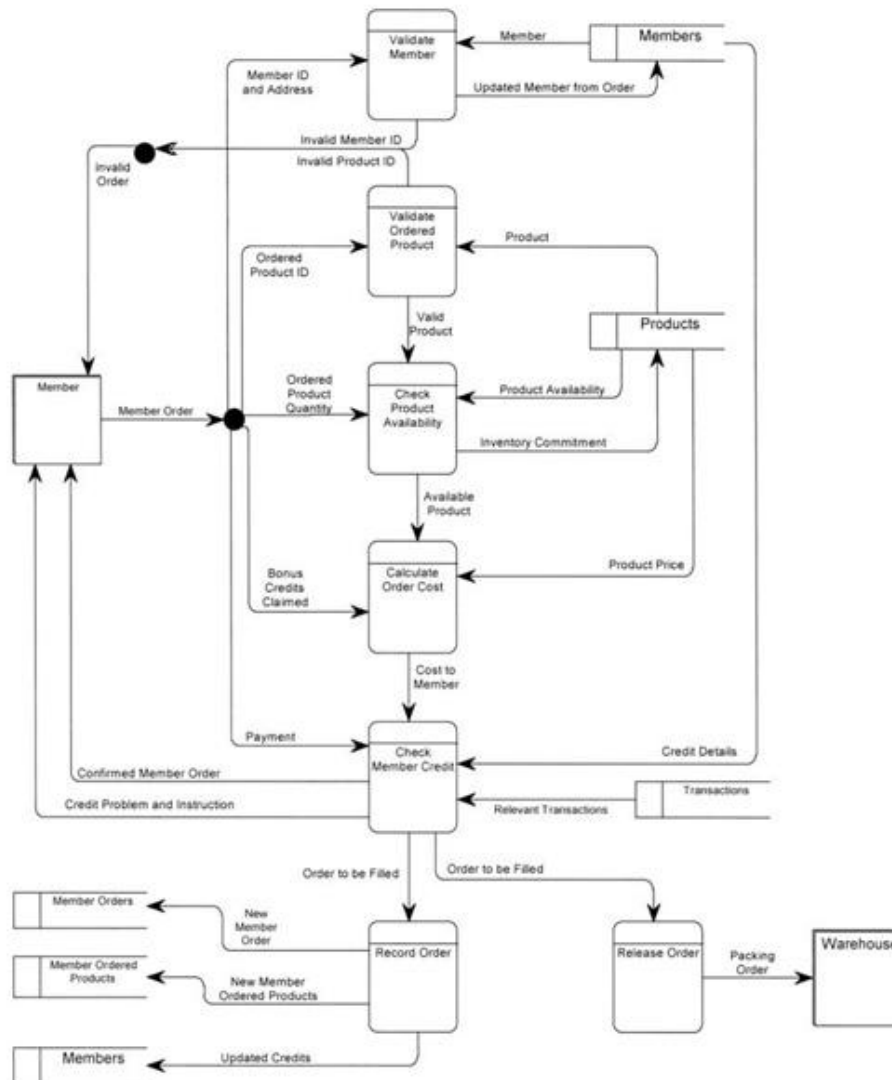 Validate
Member
Member
Members
Member ID
and Address
Updated Member from Order
Invalid Member ID
Invalid Product ID
Invalid
Order
Validate
Ordered
Product
Product
Ordered
Product ID
Valid
Product
Products
Member
Member Order
Ordered
Product
Quantity
Check
Product
Availability
Product Availability
Inventory Commitment
Available
Product
Bonus
Credits
Claimed
Calculate
Order Cost
Product Price
Cost to
Member
Payment
Check
Member Credit
Credit Details
Confirmed Member Order
Credit Problem and Instruction
Relevant Transactions
Transactions
Order to be Filled
Order to be Filled
Member Orders
New
Member
Order
Record Order
Release Order
Packing
Order
Warehouse
Member Ordered
Products
New Member
Ordered Products
Members
Updated Credits